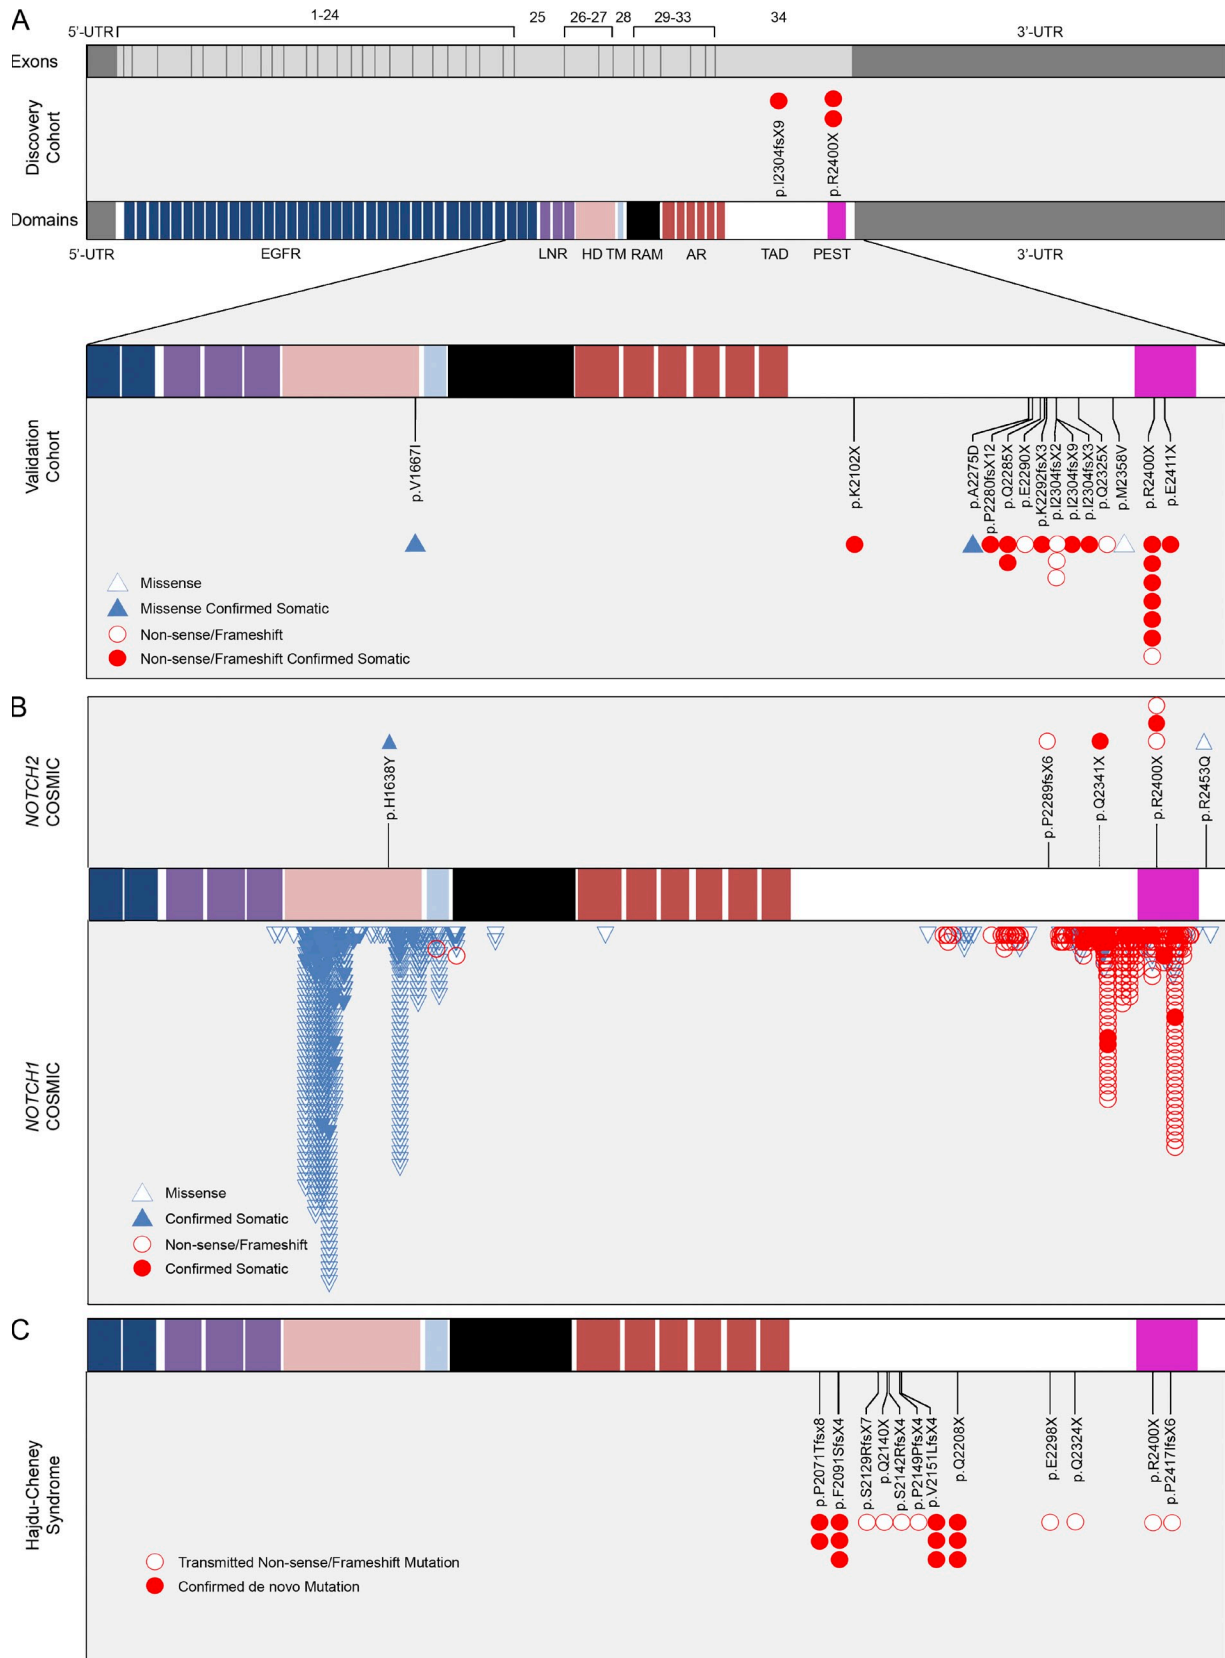 A
1-24
25
26-27
28
29-33
34
5'-UTR
3'-UTR
Exons
Discovery
Cohort
p.I2304fsX9
p.R2400X
Domains
5'-UTR
EGFR
LNR
HD
TM
RAM
AR
TAD
PEST
3'-UTR
Validation
Cohort
p.V1667I
p.K2102X
p.A2275D
p.P2280fsX12
p.Q2285X
p.E2290X
p.K2292fsX3
p.I2304fsX2
p.I2304fsX9
p.I2304fsX3
p.Q2325X
p.M2358V
p.R2400X
p.E2411X
Missense
Missense Confirmed Somatic
Non-sense/Frameshift
Non-sense/Frameshift Confirmed Somatic
B
NOTCH2
COSMIC
p.H1638Y
p.P2289fsX6
p.Q2341X
p.R2400X
p.R2453Q
NOTCH1
COSMIC
Missense
Confirmed Somatic
Non-sense/Frameshift
Confirmed Somatic
C
Hajdu-Cheney
Syndrome
p.P2071Tfsx8
p.F2091SfsX4
p.S2129RfsX7
p.Q2140X
p.S2142RfsX4
p.P2149PfsX4
p.V2151LfsX4
p.Q2208X
p.E2298X
p.Q2324X
p.R2400X
p.P2417IfsX6
Transmitted Non-sense/Frameshift Mutation
Confirmed de novo Mutation